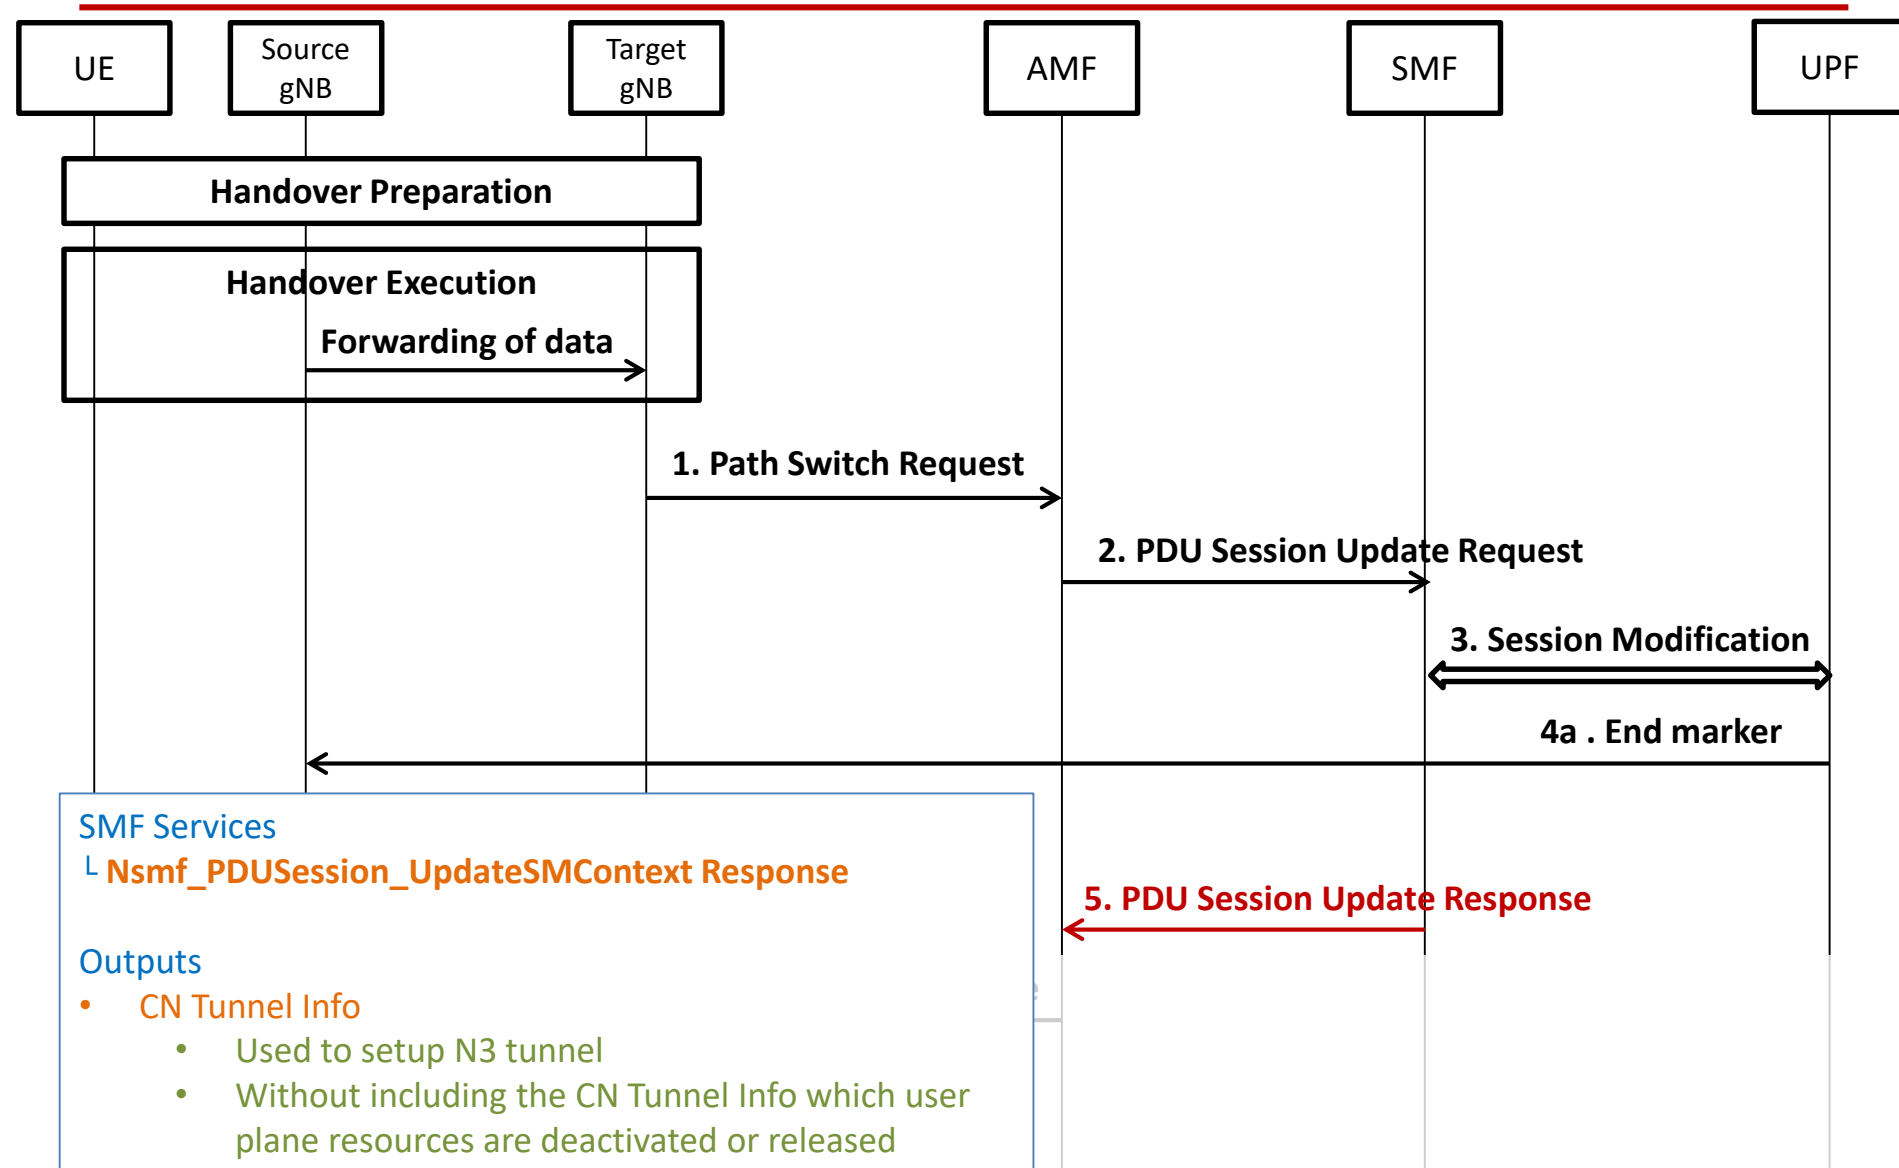 UE
Source
gNB
Target
gNB
AMF
SMF
UPF
Handover Preparation
Handover Execution
Forwarding of data
1. Path Switch Request
2. PDU Session Update Request
3. Session Modification
4a . End marker
SMF Services
└ Nsmf_PDUSession_UpdateSMContext Response
5. PDU Session Update Response
Outputs
• CN Tunnel Info
• Used to setup N3 tunnel
• Without including the CN Tunnel Info which user
plane resources are deactivated or released